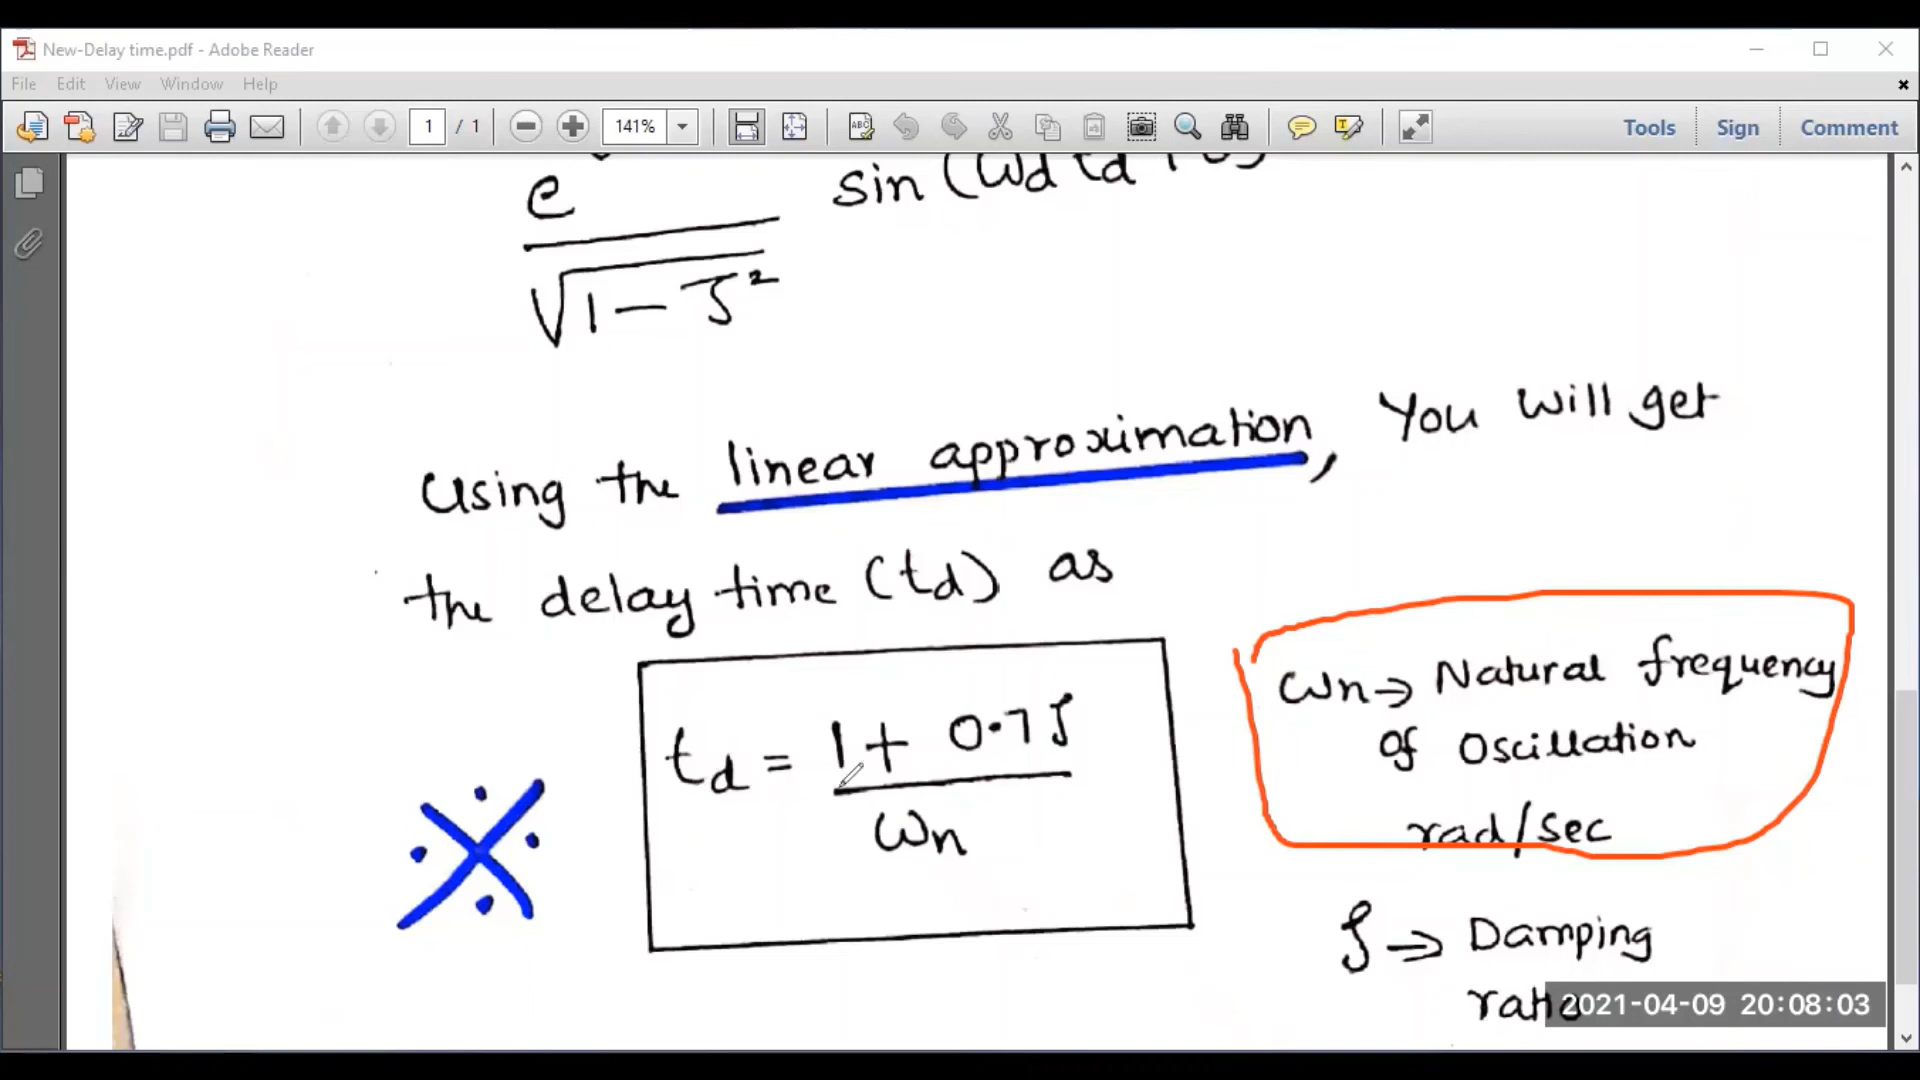 New-Delay time.pdf - Adobe Reader
File Edit View Window Help
1 / 1 141% Tools Sign Comment
e sin (ωd td + θ)
√1 - ζ²
Using the linear approximation, You will get
the delay time (td) as
td = 1 + 0.7ζ
ωn
ωn → Natural frequency
of Oscillation
rad/sec
ζ → Damping
ratio
2021-04-09 20:08:03